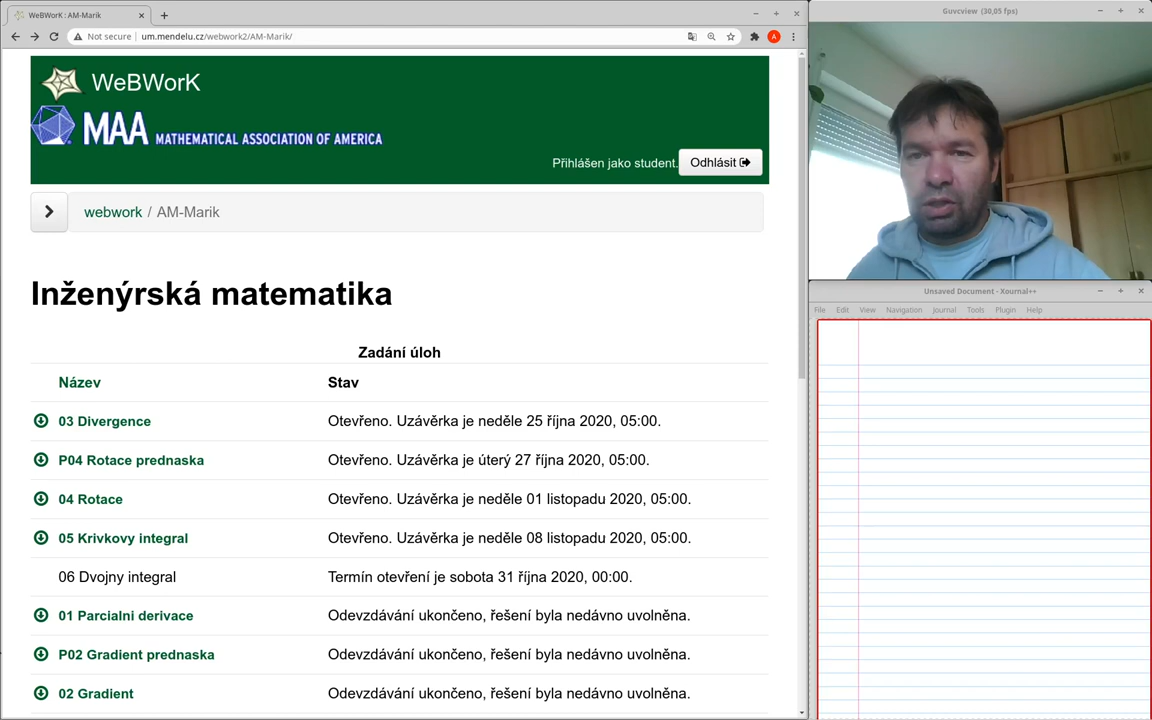 WeBWorK : AM-Marik
Not secure
um.mendelu.cz/webwork2/AM-Marik/
A
WeBWorK
MAA MATHEMATICAL ASSOCIATION OF AMERICA
Přihlášen jako student.
Odhlásit
webwork / AM-Marik
Inženýrská matematika
Zadání úloh
Název Stav
03 Divergence Otevřeno. Uzávěrka je neděle 25 října 2020, 05:00.
P04 Rotace prednaska Otevřeno. Uzávěrka je úterý 27 října 2020, 05:00.
04 Rotace Otevřeno. Uzávěrka je neděle 01 listopadu 2020, 05:00.
05 Krivkovy integral Otevřeno. Uzávěrka je neděle 08 listopadu 2020, 05:00.
06 Dvojny integral Termín otevření je sobota 31 října 2020, 00:00.
01 Parcialni derivace Odevzdávání ukončeno, řešení byla nedávno uvolněna.
P02 Gradient prednaska Odevzdávání ukončeno, řešení byla nedávno uvolněna.
02 Gradient Odevzdávání ukončeno, řešení byla nedávno uvolněna.
Guvcview (30,05 fps)
Unsaved Document - Xournal++
File Edit View Navigation Journal Tools Plugin Help